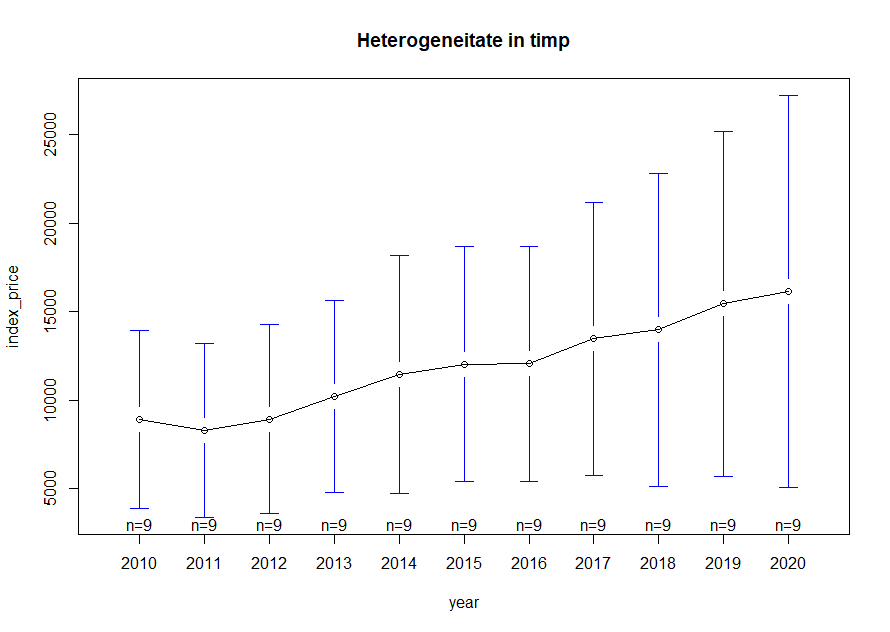 Heterogeneitate in timp
index_price
25000
20000
15000
10000
5000
n=9 n=9 n=9 n=9 n=9 n=9 n=9 n=9 n=9 n=9 n=9
2010 2011 2012 2013 2014 2015 2016 2017 2018 2019 2020
year